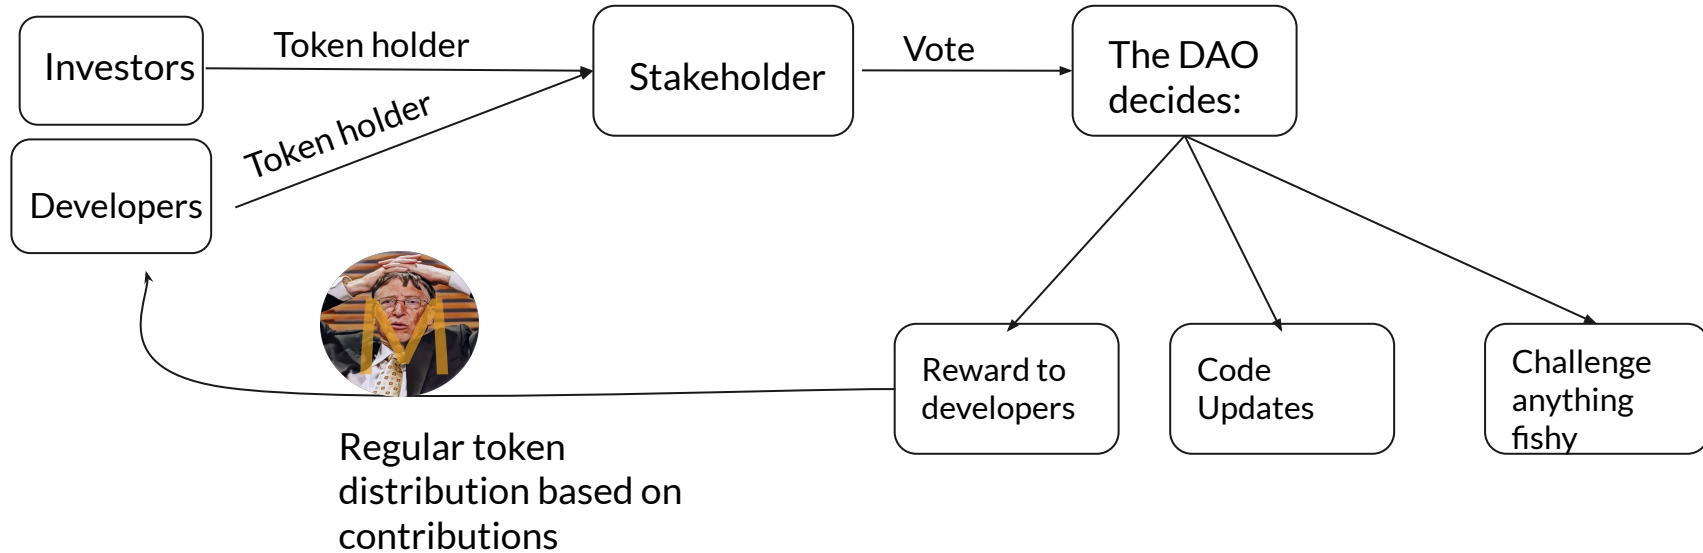 Investors
Token holder
Stakeholder
Vote
The DAO
decides:
Token holder
Developers
M
Reward to
developers
Code
Updates
Challenge
anything
fishy
Regular token
distribution based on
contributions